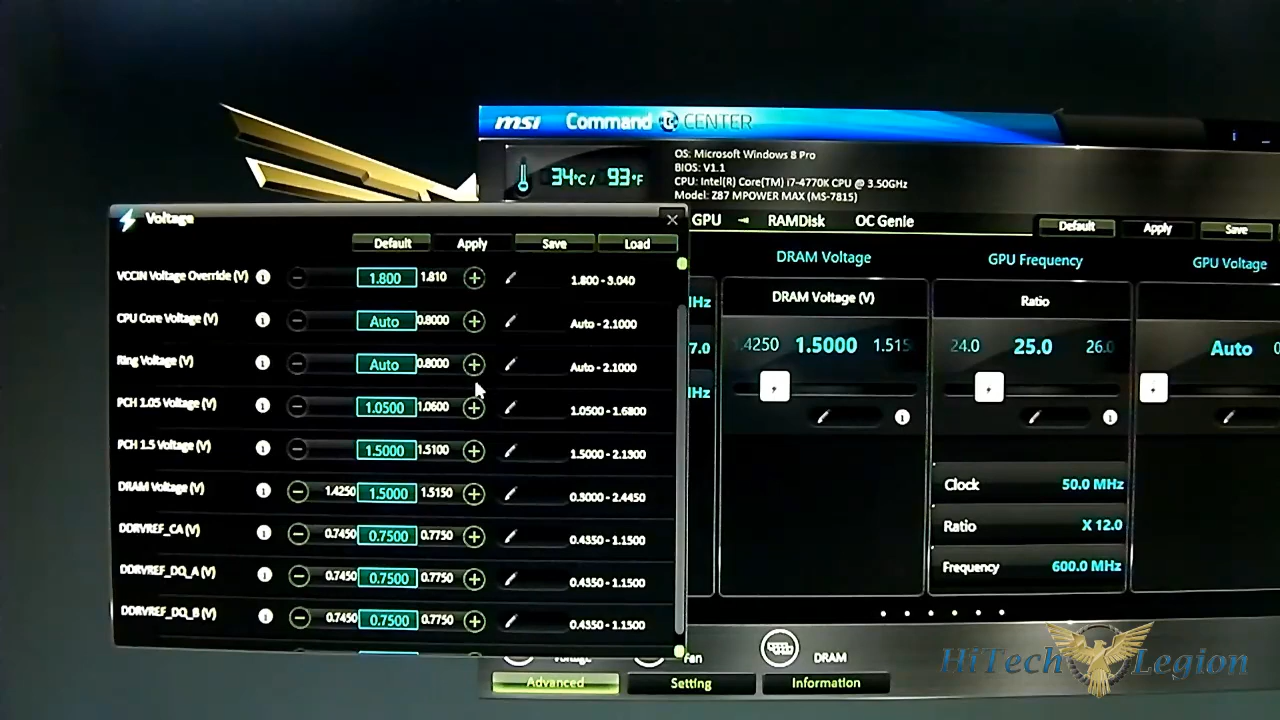 msi Command CENTER
34°C / 93°F
OS: Microsoft Windows 8 Pro
BIOS: V1.1
CPU: Intel(R) Core(TM) i7-4770K CPU @ 3.50GHz
Model: Z87 MPOWER MAX (MS-7815)
GPU RAMDisk OC Genie
Default Apply Save
Voltage
Default Apply Save Load
VCCIN Voltage Override (V) 1.800 1.810 1.800 - 3.040
CPU Core Voltage (V) Auto 0.8000 Auto - 2.1000
Ring Voltage (V) Auto 0.8000 Auto - 2.1000
PCH 1.05 Voltage (V) 1.0500 1.0600 1.0500 - 1.6800
PCH 1.5 Voltage (V) 1.5000 1.5100 1.5000 - 2.1900
DRAM Voltage (V) 1.4250 1.5000 1.5150 0.3000 - 2.4450
DDRVREF_CA (V) 0.7450 0.7500 0.7750 0.4350 - 1.1500
DDRVREF_DQ_A (V) 0.7450 0.7500 0.7750 0.4350 - 1.1500
DDRVREF_DQ_B (V) 0.7450 0.7500 0.7750 0.4350 - 1.1500
Hz
7.0
Hz
DRAM Voltage
DRAM Voltage (V)
.4250 1.5000 1.515
GPU Frequency
Ratio
24.0 25.0 26.0
Clock 50.0 MHz
Ratio X 12.0
Frequency 600.0 MHz
GPU Voltage
Auto
Voltage Fan DRAM
Advanced Setting Information
HiTech Legion